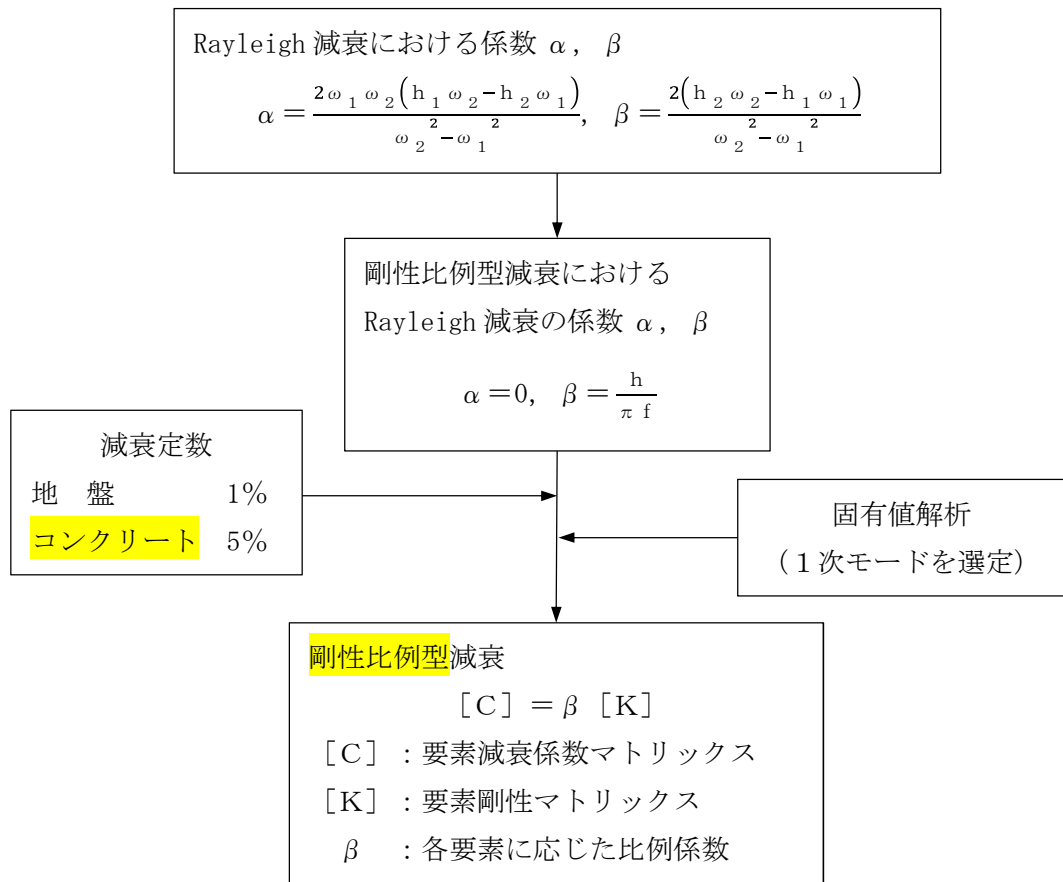 Rayleigh 減衰における係数 α, β
α＝2ω₁ω₂(h₁ω₂−h₂ω₁)/(ω₂²−ω₁²), β＝2(h₂ω₂−h₁ω₁)/(ω₂²−ω₁²)
剛性比例型減衰における
Rayleigh 減衰の係数 α, β
α＝0, β＝h/(πf)
減衰定数
地　盤　1%
コンクリート　5%
固有値解析
（１次モードを選定）
剛性比例型減衰
［C］＝β［K］
［C］：要素減衰係数マトリックス
［K］：要素剛性マトリックス
β　：各要素に応じた比例係数